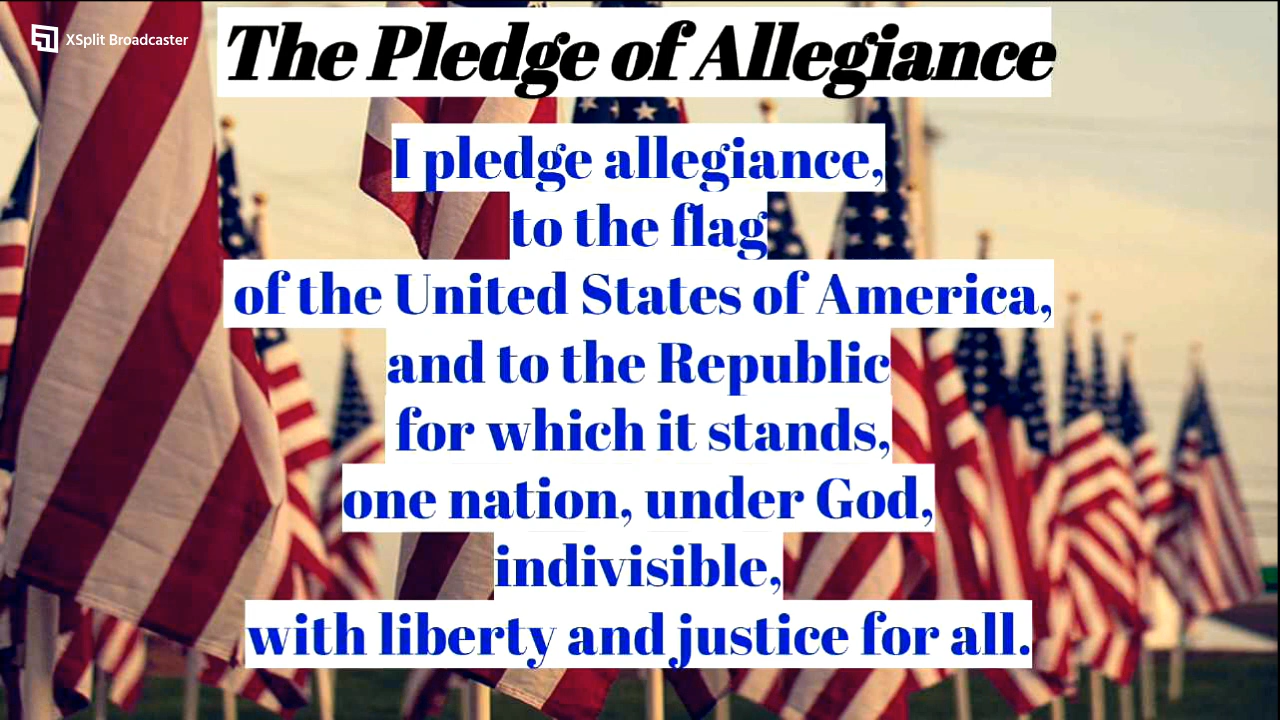 XSplit Broadcaster
The Pledge of Allegiance
I pledge allegiance,
to the flag
of the United States of America,
and to the Republic
for which it stands,
one nation, under God,
indivisible,
with liberty and justice for all.